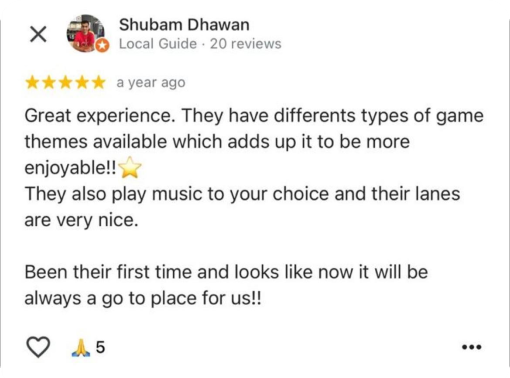 Shubam Dhawan
Local Guide · 20 reviews
a year ago
Great experience. They have differents types of game
themes available which adds up it to be more
enjoyable!!⭐
They also play music to your choice and their lanes
are very nice.
Been their first time and looks like now it will be
always a go to place for us!!
🙏 5